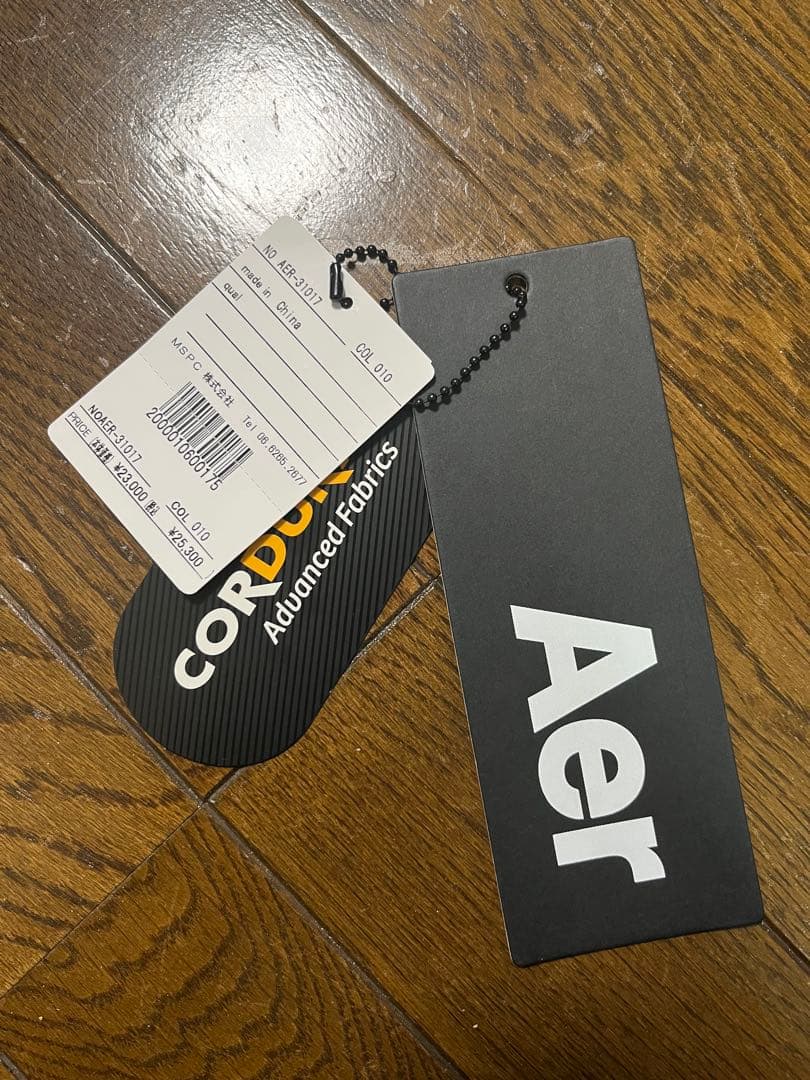 NO AER-31017
COL 010
made in China
qual
MSPC 株式会社
Tel 06.6265.2677
2000010600175
NOAER-31017
COL 010
PRICE ¥23,000 ¥25,300
CORDUR
Advanced Fabrics
Aer